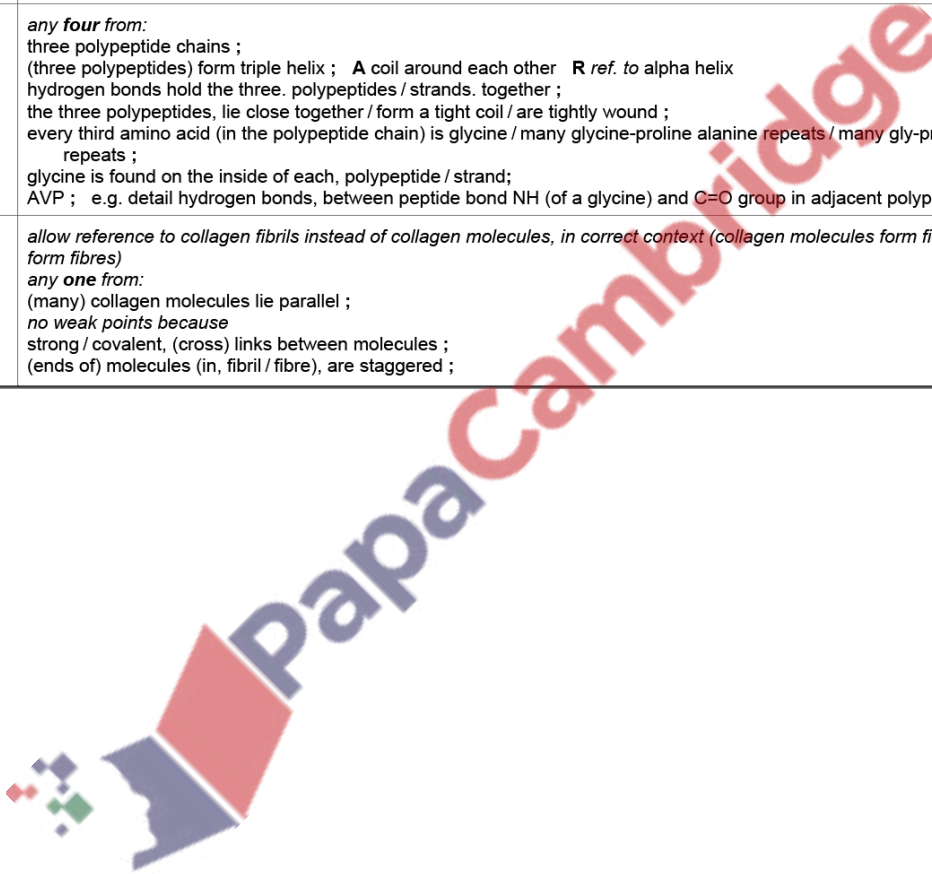 any four from:
three polypeptide chains ;
(three polypeptides) form triple helix ; A coil around each other R ref. to alpha helix
hydrogen bonds hold the three. polypeptides / strands. together ;
the three polypeptides, lie close together / form a tight coil / are tightly wound ;
every third amino acid (in the polypeptide chain) is glycine / many glycine-proline alanine repeats / many gly-pr
repeats ;
glycine is found on the inside of each, polypeptide / strand;
AVP ; e.g. detail hydrogen bonds, between peptide bond NH (of a glycine) and C=O group in adjacent polyp
allow reference to collagen fibrils instead of collagen molecules, in correct context (collagen molecules form fi
form fibres)
any one from:
(many) collagen molecules lie parallel ;
no weak points because
strong / covalent, (cross) links between molecules ;
(ends of) molecules (in, fibril / fibre), are staggered ;
PapaCambridge